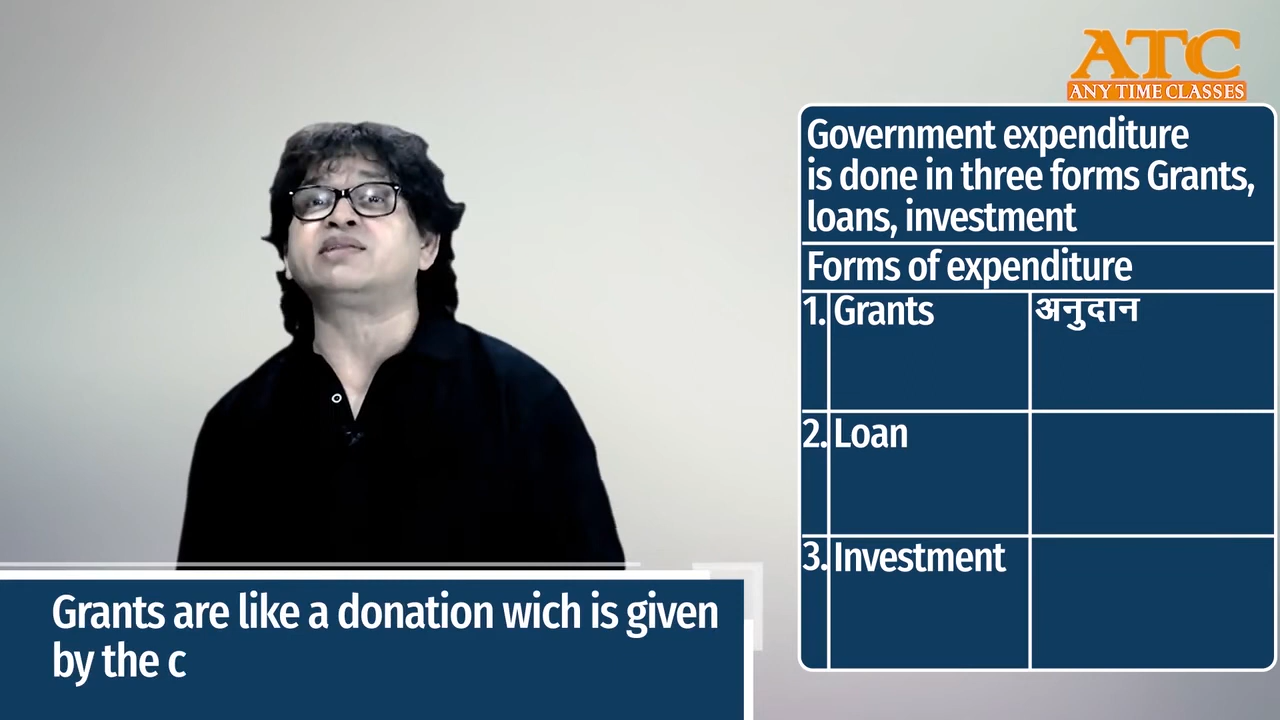 ATC
ANY TIME CLASSES
Government expenditure
is done in three forms Grants,
loans, investment
Forms of expenditure
1. Grants अनुदान
2. Loan
3. Investment
Grants are like a donation wich is given
by the c